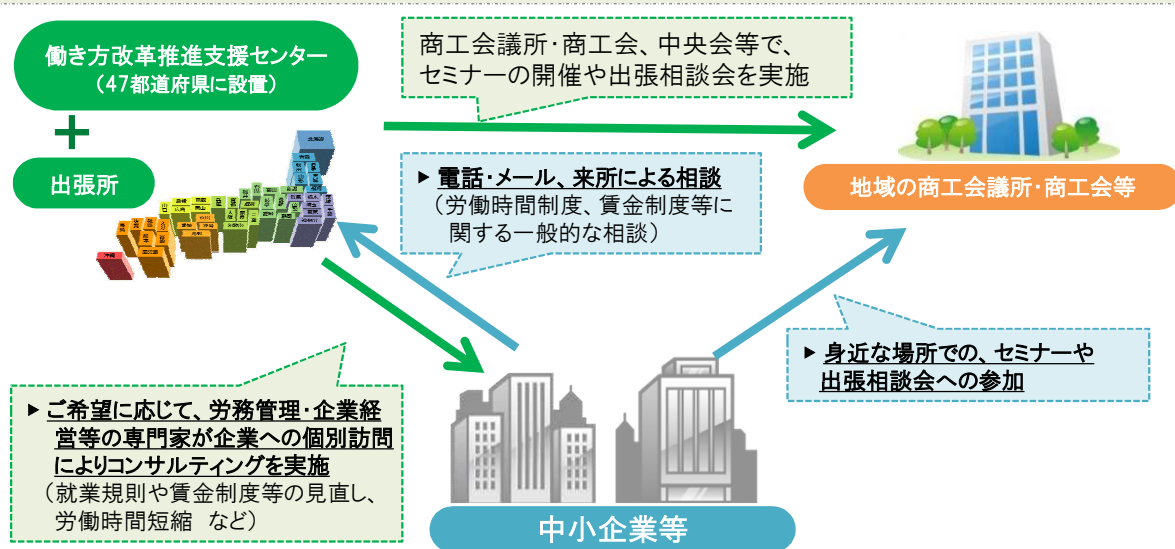 働き方改革推進支援センター
（47都道府県に設置）
＋
出張所
商工会議所・商工会、中央会等で、
セミナーの開催や出張相談会を実施
地域の商工会議所・商工会等
▶ 電話・メール、来所による相談
（労働時間制度、賃金制度等に
関する一般的な相談）
▶ 身近な場所での、セミナーや
出張相談会への参加
▶ ご希望に応じて、労務管理・企業経
営等の専門家が企業への個別訪問
によりコンサルティングを実施
（就業規則や賃金制度等の見直し、
労働時間短縮 など）
中小企業等
北海道
沖縄